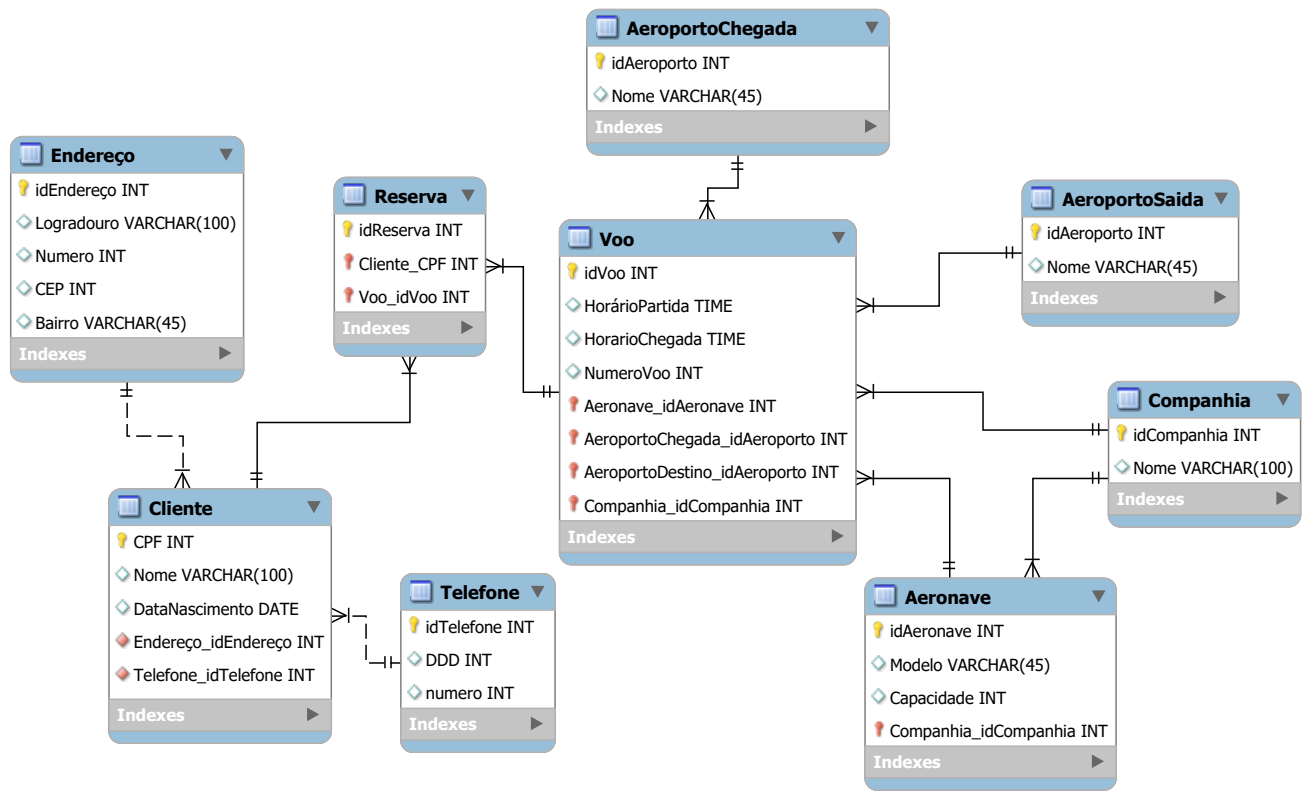 AeroportoChegada
idAeroporto INT
Nome VARCHAR(45)
Indexes
Endereço
idEndereço INT
Logradouro VARCHAR(100)
Numero INT
CEP INT
Bairro VARCHAR(45)
Indexes
Reserva
idReserva INT
Cliente_CPF INT
Voo_idVoo INT
Indexes
Voo
idVoo INT
HorárioPartida TIME
HorarioChegada TIME
NumeroVoo INT
Aeronave_idAeronave INT
AeroportoChegada_idAeroporto INT
AeroportoDestino_idAeroporto INT
Companhia_idCompanhia INT
Indexes
AeroportoSaida
idAeroporto INT
Nome VARCHAR(45)
Indexes
Companhia
idCompanhia INT
Nome VARCHAR(100)
Indexes
Cliente
CPF INT
Nome VARCHAR(100)
DataNascimento DATE
Endereço_idEndereço INT
Telefone_idTelefone INT
Indexes
Telefone
idTelefone INT
DDD INT
numero INT
Indexes
Aeronave
idAeronave INT
Modelo VARCHAR(45)
Capacidade INT
Companhia_idCompanhia INT
Indexes